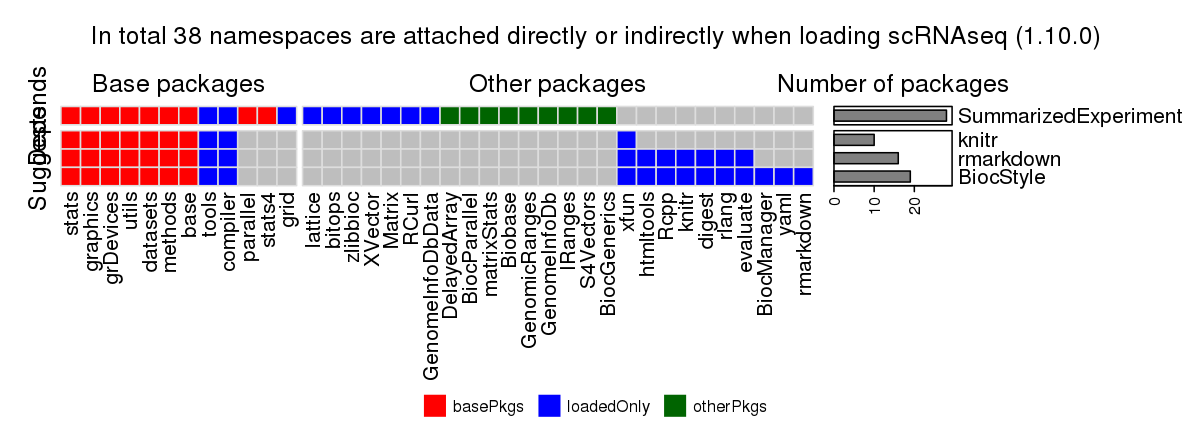 In total 38 namespaces are attached directly or indirectly when loading scRNAseq (1.10.0)
Base packages
Other packages
Number of packages
Depends
Suggests
SummarizedExperiment
knitr
rmarkdown
BiocStyle
0
10
20
stats
graphics
grDevices
utils
datasets
methods
base
tools
compiler
parallel
stats4
grid
lattice
bitops
zlibbioc
XVector
Matrix
RCurl
GenomeInfoDbData
DelayedArray
BiocParallel
matrixStats
Biobase
GenomicRanges
GenomeInfoDb
IRanges
S4Vectors
BiocGenerics
xfun
htmltools
Rcpp
knitr
digest
rlang
evaluate
BiocManager
yaml
rmarkdown
basePkgs
loadedOnly
otherPkgs